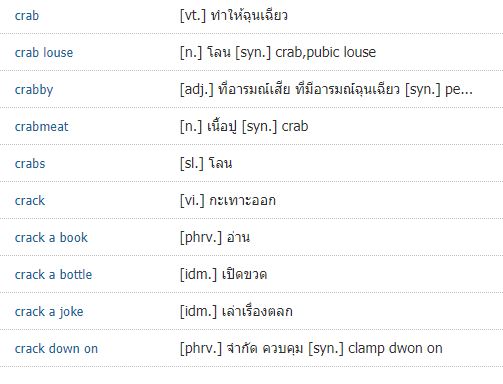 crab [vt.] ทำให้ฉุนเฉียว
crab louse [n.] โลน [syn.] crab,pubic louse
crabby [adj.] ที่อารมณ์เสีย ที่มีอารมณ์ฉุนเฉียว [syn.] pe...
crabmeat [n.] เนื้อปู [syn.] crab
crabs [sl.] โลน
crack [vi.] กะเทาะออก
crack a book [phrv.] อ่าน
crack a bottle [idm.] เปิดขวด
crack a joke [idm.] เล่าเรื่องตลก
crack down on [phrv.] จำกัด ควบคุม [syn.] clamp dwon on